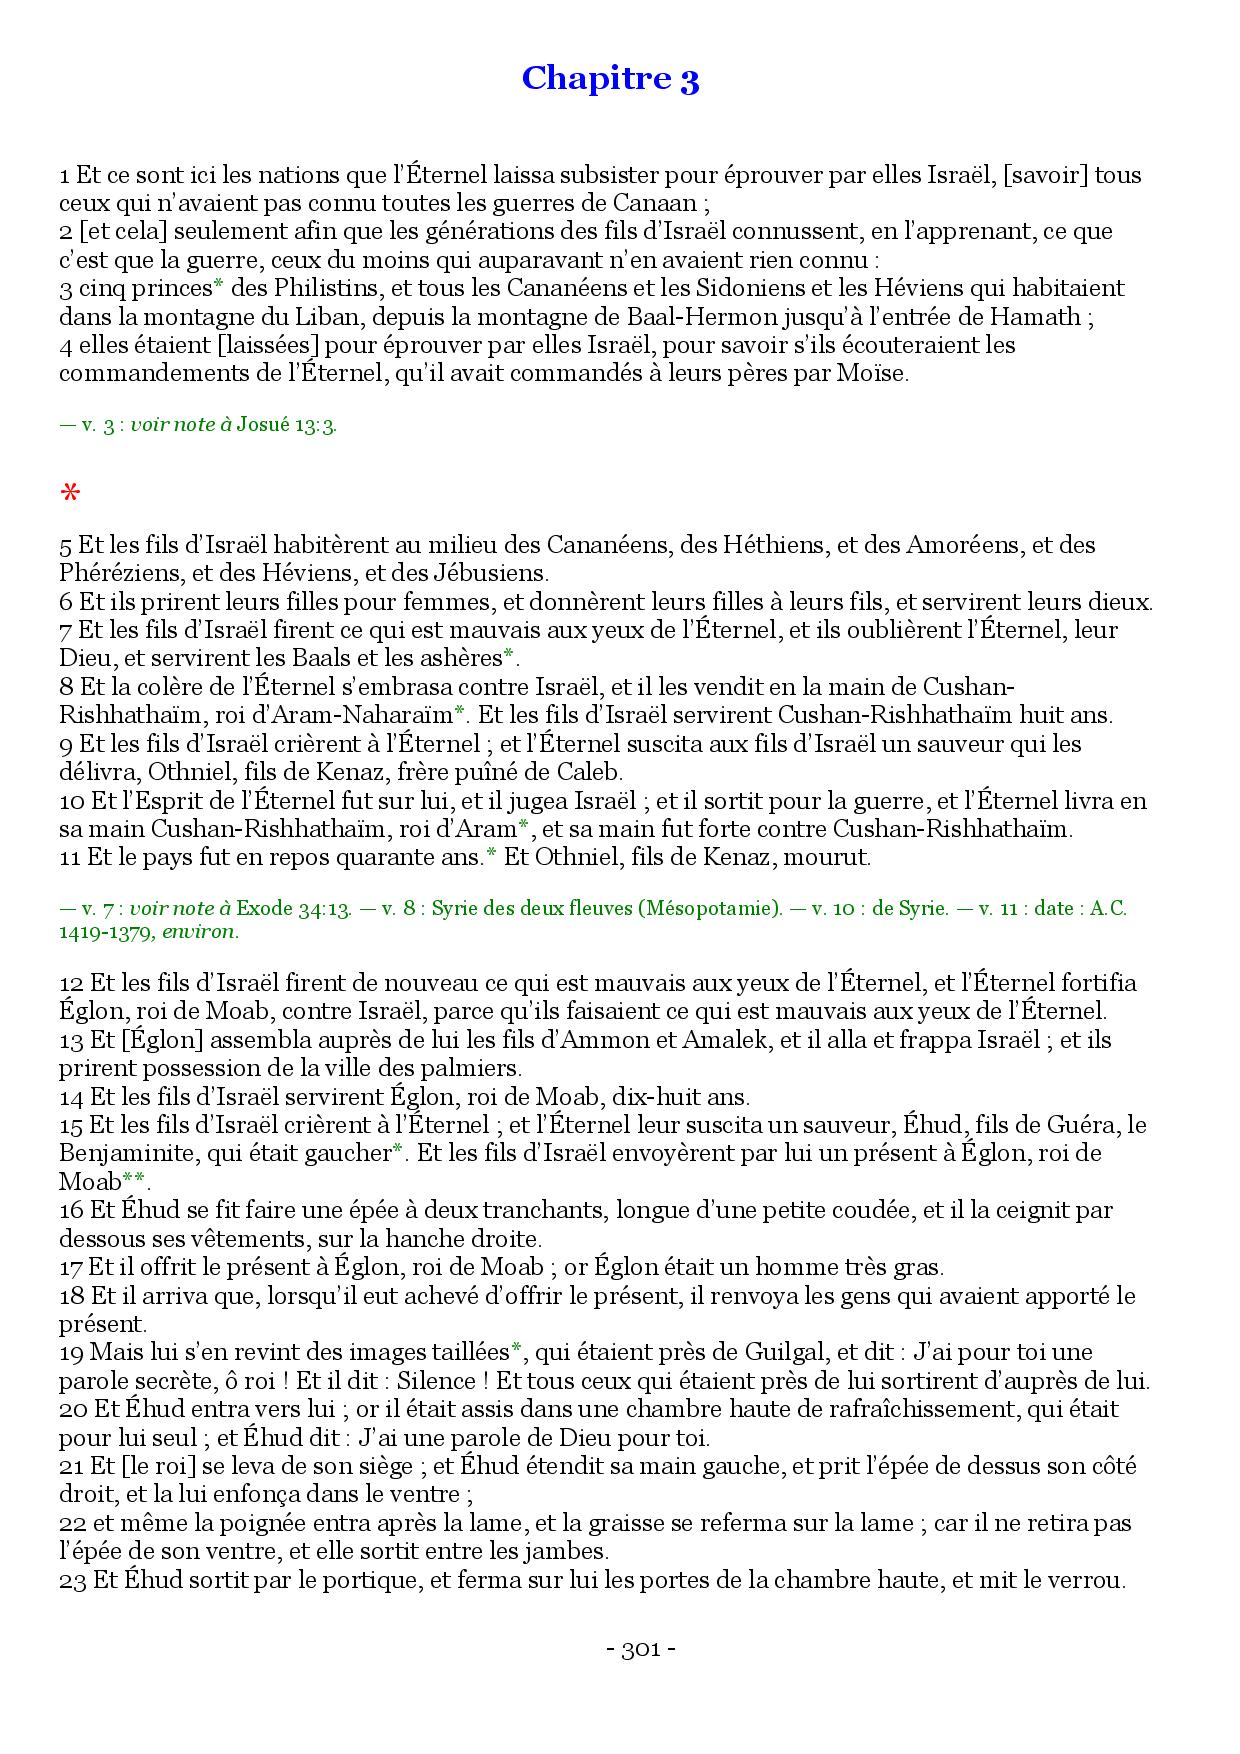 Chapitre 3
1 Et ce sont ici les nations que l’Éternel laissa subsister pour éprouver par elles Israël, [savoir] tous
ceux qui n’avaient pas connu toutes les guerres de Canaan ;
2 [et cela] seulement afin que les générations des fils d’Israël connussent, en l’apprenant, ce que
c’est que la guerre, ceux du moins qui auparavant n’en avaient rien connu :
3 cinq princes* des Philistins, et tous les Cananéens et les Sidoniens et les Héviens qui habitaient
dans la montagne du Liban, depuis la montagne de Baal-Hermon jusqu’à l’entrée de Hamath ;
4 elles étaient [laissées] pour éprouver par elles Israël, pour savoir s’ils écouteraient les
commandements de l’Éternel, qu’il avait commandés à leurs pères par Moïse.
— v. 3 : voir note à Josué 13:3.
*
5 Et les fils d’Israël habitèrent au milieu des Cananéens, des Héthiens, et des Amoréens, et des
Phéréziens, et des Héviens, et des Jébusiens.
6 Et ils prirent leurs filles pour femmes, et donnèrent leurs filles à leurs fils, et servirent leurs dieux.
7 Et les fils d’Israël firent ce qui est mauvais aux yeux de l’Éternel, et ils oublièrent l’Éternel, leur
Dieu, et servirent les Baals et les ashères*.
8 Et la colère de l’Éternel s’embrasa contre Israël, et il les vendit en la main de Cushan-
Rishhathaïm, roi d’Aram-Naharaïm*. Et les fils d’Israël servirent Cushan-Rishhathaïm huit ans.
9 Et les fils d’Israël crièrent à l’Éternel ; et l’Éternel suscita aux fils d’Israël un sauveur qui les
délivra, Othniel, fils de Kenaz, frère puîné de Caleb.
10 Et l’Esprit de l’Éternel fut sur lui, et il jugea Israël ; et il sortit pour la guerre, et l’Éternel livra en
sa main Cushan-Rishhathaïm, roi d’Aram*, et sa main fut forte contre Cushan-Rishhathaïm.
11 Et le pays fut en repos quarante ans.* Et Othniel, fils de Kenaz, mourut.
— v. 7 : voir note à Exode 34:13. — v. 8 : Syrie des deux fleuves (Mésopotamie). — v. 10 : de Syrie. — v. 11 : date : A.C.
1419-1379, environ.
12 Et les fils d’Israël firent de nouveau ce qui est mauvais aux yeux de l’Éternel, et l’Éternel fortifia
Églon, roi de Moab, contre Israël, parce qu’ils faisaient ce qui est mauvais aux yeux de l’Éternel.
13 Et [Églon] assembla auprès de lui les fils d’Ammon et Amalek, et il alla et frappa Israël ; et ils
prirent possession de la ville des palmiers.
14 Et les fils d’Israël servirent Églon, roi de Moab, dix-huit ans.
15 Et les fils d’Israël crièrent à l’Éternel ; et l’Éternel leur suscita un sauveur, Éhud, fils de Guéra, le
Benjaminite, qui était gaucher*. Et les fils d’Israël envoyèrent par lui un présent à Églon, roi de
Moab**.
16 Et Éhud se fit faire une épée à deux tranchants, longue d’une petite coudée, et il la ceignit par
dessous ses vêtements, sur la hanche droite.
17 Et il offrit le présent à Églon, roi de Moab ; or Églon était un homme très gras.
18 Et il arriva que, lorsqu’il eut achevé d’offrir le présent, il renvoya les gens qui avaient apporté le
présent.
19 Mais lui s’en revint des images taillées*, qui étaient près de Guilgal, et dit : J’ai pour toi une
parole secrète, ô roi ! Et il dit : Silence ! Et tous ceux qui étaient près de lui sortirent d’auprès de lui.
20 Et Éhud entra vers lui ; or il était assis dans une chambre haute de rafraîchissement, qui était
pour lui seul ; et Éhud dit : J’ai une parole de Dieu pour toi.
21 Et [le roi] se leva de son siège ; et Éhud étendit sa main gauche, et prit l’épée de dessus son côté
droit, et la lui enfonça dans le ventre ;
22 et même la poignée entra après la lame, et la graisse se referma sur la lame ; car il ne retira pas
l’épée de son ventre, et elle sortit entre les jambes.
23 Et Éhud sortit par le portique, et ferma sur lui les portes de la chambre haute, et mit le verrou.
- 301 -